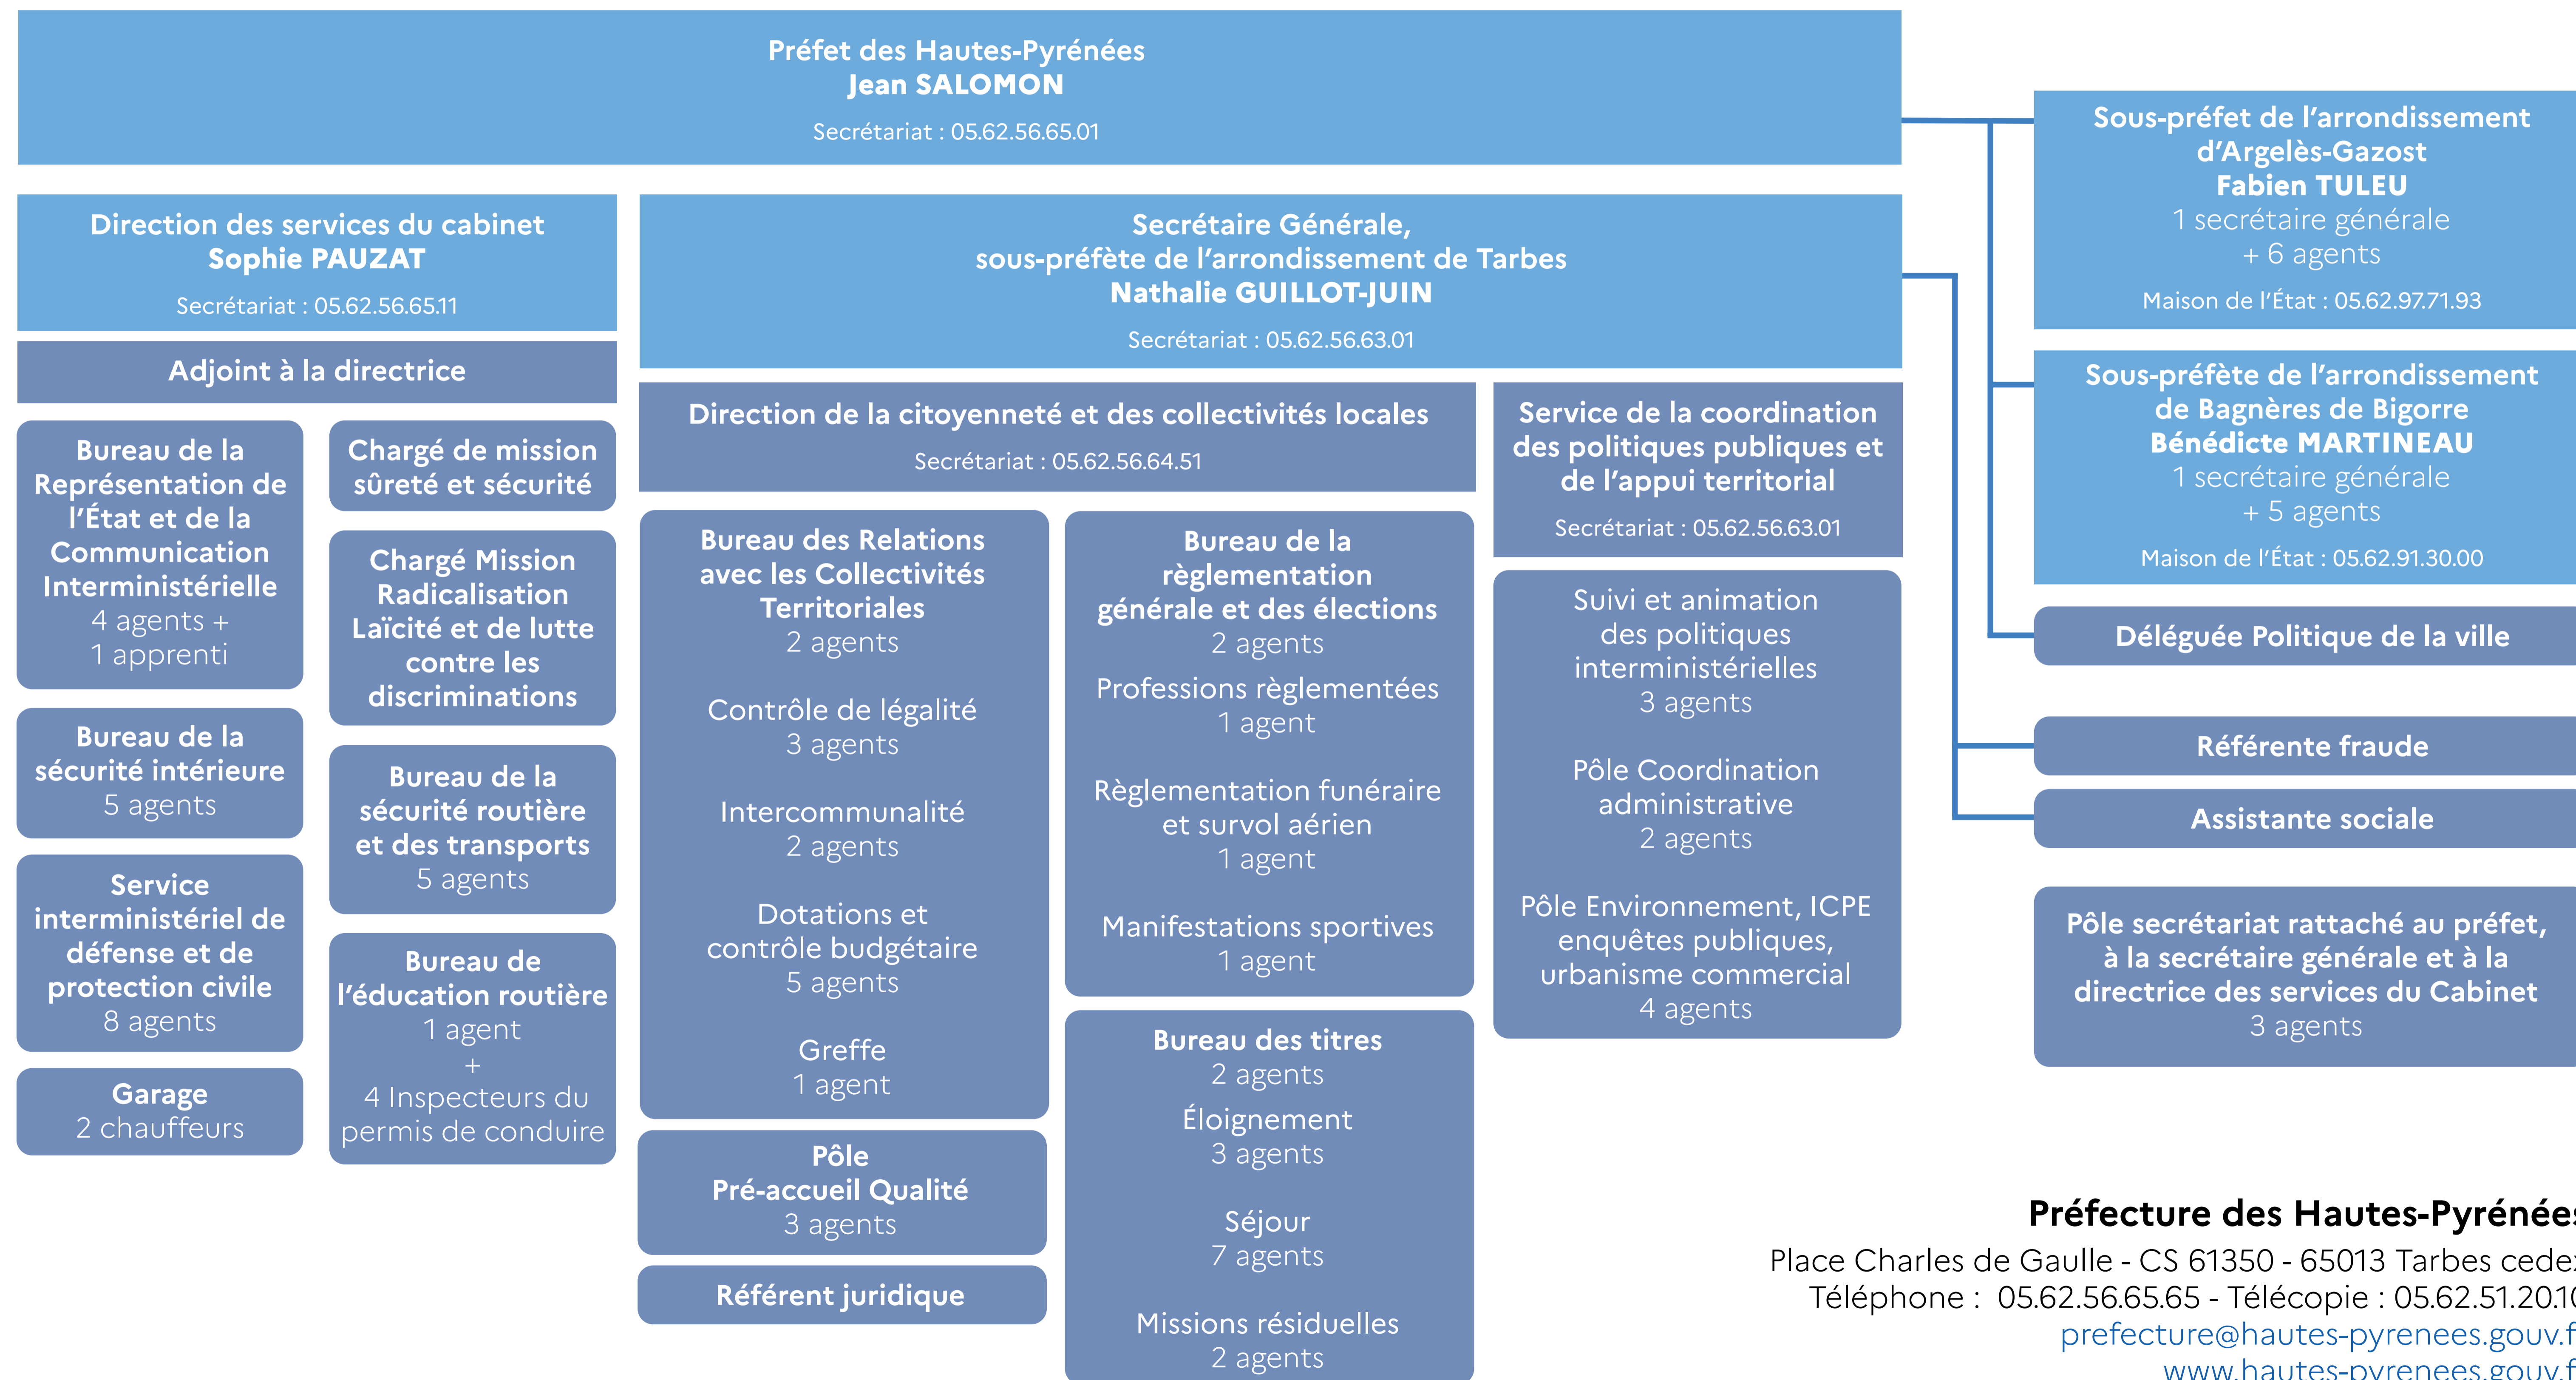 Préfet des Hautes-Pyrénées
Jean SALOMON
Secrétariat : 05.62.56.65.01
Direction des services du cabinet
Sophie PAUZAT
Secrétariat : 05.62.56.65.11
Adjoint à la directrice
Bureau de la
Représentation de
l'État et de la
Communication
Interministérielle
4 agents +
1 apprenti
Bureau de la
sécurité intérieure
5 agents
Service
interministériel de
défense et de
protection civile
8 agents
Garage
2 chauffeurs
Chargé de mission
sûreté et sécurité
Chargé Mission
Radicalisation
Laïcité et de lutte
contre les
discriminations
Bureau de la
sécurité routière
et des transports
5 agents
Bureau de
l'éducation routière
1 agent
+
4 Inspecteurs du
permis de conduire
Secrétaire Générale,
sous-préfète de l'arrondissement de Tarbes
Nathalie GUILLOT-JUIN
Secrétariat : 05.62.56.63.01
Direction de la citoyenneté et des collectivités locales
Secrétariat : 05.62.56.64.51
Bureau des Relations
avec les Collectivités
Territoriales
2 agents
Contrôle de légalité
3 agents
Intercommunalité
2 agents
Dotations et
contrôle budgétaire
5 agents
Greffe
1 agent
Pôle
Pré-accueil Qualité
3 agents
Référent juridique
Bureau de la
règlementation
générale et des élections
2 agents
Professions règlementées
1 agent
Règlementation funéraire
et survol aérien
1 agent
Manifestations sportives
1 agent
Bureau des titres
2 agents
Éloignement
3 agents
Séjour
7 agents
Missions résiduelles
2 agents
Service de la coordination
des politiques publiques et
de l'appui territorial
Secrétariat : 05.62.56.63.01
Suivi et animation
des politiques
interministérielles
3 agents
Pôle Coordination
administrative
2 agents
Pôle Environnement, ICPE
enquêtes publiques,
urbanisme commercial
4 agents
Sous-préfet de l'arrondissement
d'Argelès-Gazost
Fabien TULEU
1 secrétaire générale
+ 6 agents
Maison de l'État : 05.62.97.71.93
Sous-préfète de l'arrondissement
de Bagnères de Bigorre
Bénédicte MARTINEAU
1 secrétaire générale
+ 5 agents
Maison de l'État : 05.62.91.30.00
Déléguée Politique de la ville
Référente fraude
Assistante sociale
Pôle secrétariat rattaché au préfet,
à la secrétaire générale et à la
directrice des services du Cabinet
3 agents
Préfecture des Hautes-Pyrénées
Place Charles de Gaulle - CS 61350 - 65013 Tarbes cedex
Téléphone : 05.62.56.65.65 - Télécopie : 05.62.51.20.10
prefecture@hautes-pyrenees.gouv.f
www.hautes-pyrenees.gouv.f